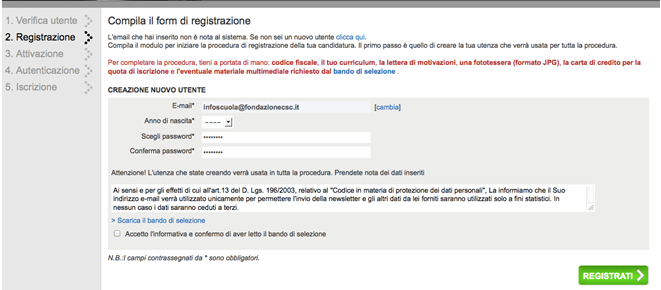 1. Verifica utente
2. Registrazione
3. Attivazione
4. Autenticazione
5. Iscrizione
Compila il form di registrazione
L'email che hai inserito non è nota al sistema. Se non sei un nuovo utente clicca qui.
Compila il modulo per iniziare la procedura di registrazione della tua candidatura. Il primo passo è quello di creare la tua utenza che verrà usata per tutta la procedura.
Per completare la procedura, tieni a portata di mano: codice fiscale, il tuo curriculum, la lettera di motivazioni, una fototessera (formato JPG), la carta di credito per la
quota di iscrizione e l'eventuale materiale multimediale richiesto dal bando di selezione .
CREAZIONE NUOVO UTENTE
E-mail* infoscuola@fondazionecsc.it [cambia]
Anno di nascita* ----
Scegli password* ••••••••
Conferma password* ••••••••
Attenzione! L'utenza che state creando verrà usata in tutta la procedura. Prendete nota dei dati inseriti
Ai sensi e per gli effetti di cui all'art.13 del D. Lgs. 196/2003, relativo al "Codice in materia di protezione dei dati personali", La informiamo che il Suo
indirizzo e-mail verrà utilizzato unicamente per permettere l'invio della newsletter e gli altri dati da lei forniti saranno utilizzati solo a fini statistici. In
nessun caso i dati saranno ceduti a terzi.
> Scarica il bando di selezione
Accetto l'informativa e confermo di aver letto il bando di selezione
N.B.:I campi contrassegnati da * sono obbligatori.
REGISTRATI